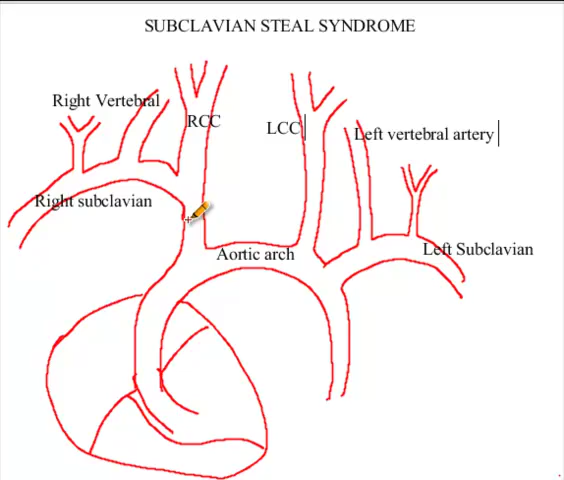 SUBCLAVIAN STEAL SYNDROME
Right Vertebral
RCC
LCC
Left vertebral artery
Right subclavian
Aortic arch
Left Subclavian